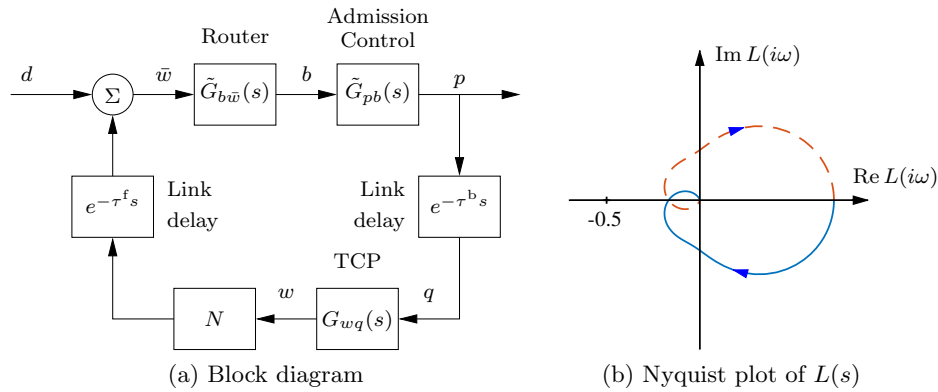 Router
Admission
Control
d
Σ
w̄
G̃_{bw̄}(s)
b
G̃_{pb}(s)
p
e^{−τ^f s}
Link
delay
Link
delay
e^{−τ^b s}
TCP
N
w
G_{wq}(s)
q
(a) Block diagram
Im L(iω)
Re L(iω)
-0.5
(b) Nyquist plot of L(s)